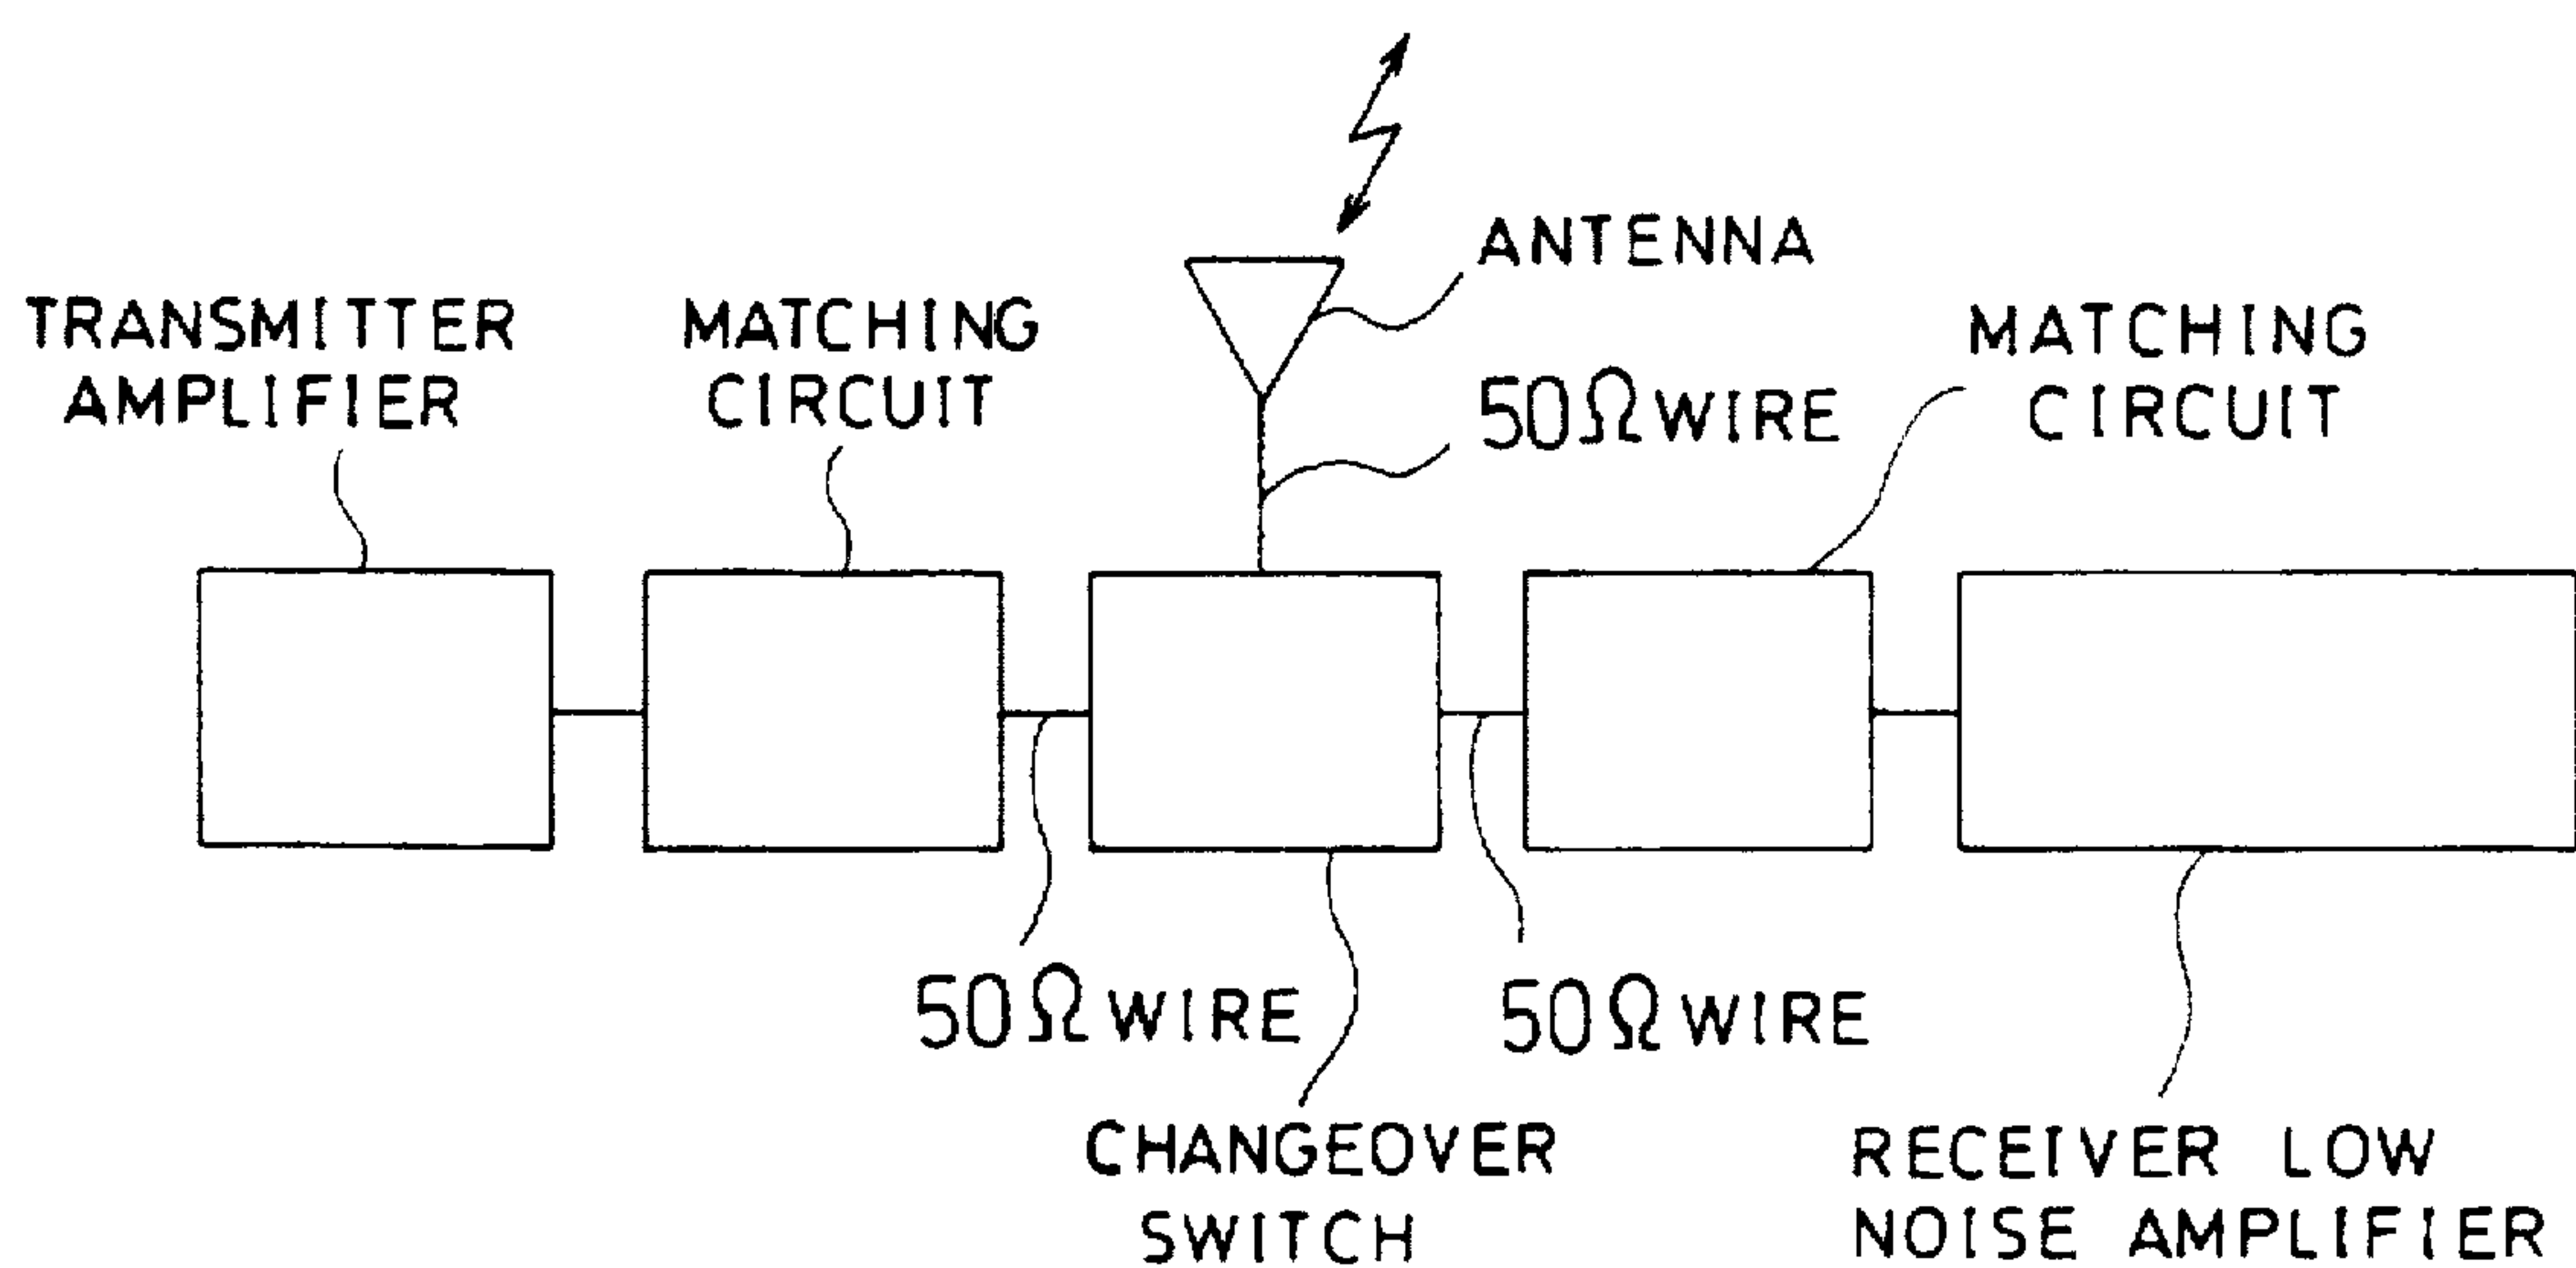 ANTENNA
TRANSMITTER
AMPLIFIER
MATCHING
CIRCUIT
50Ω WIRE
MATCHING
CIRCUIT
50Ω WIRE
50Ω WIRE
CHANGEOVER
SWITCH
RECEIVER LOW
NOISE AMPLIFIER